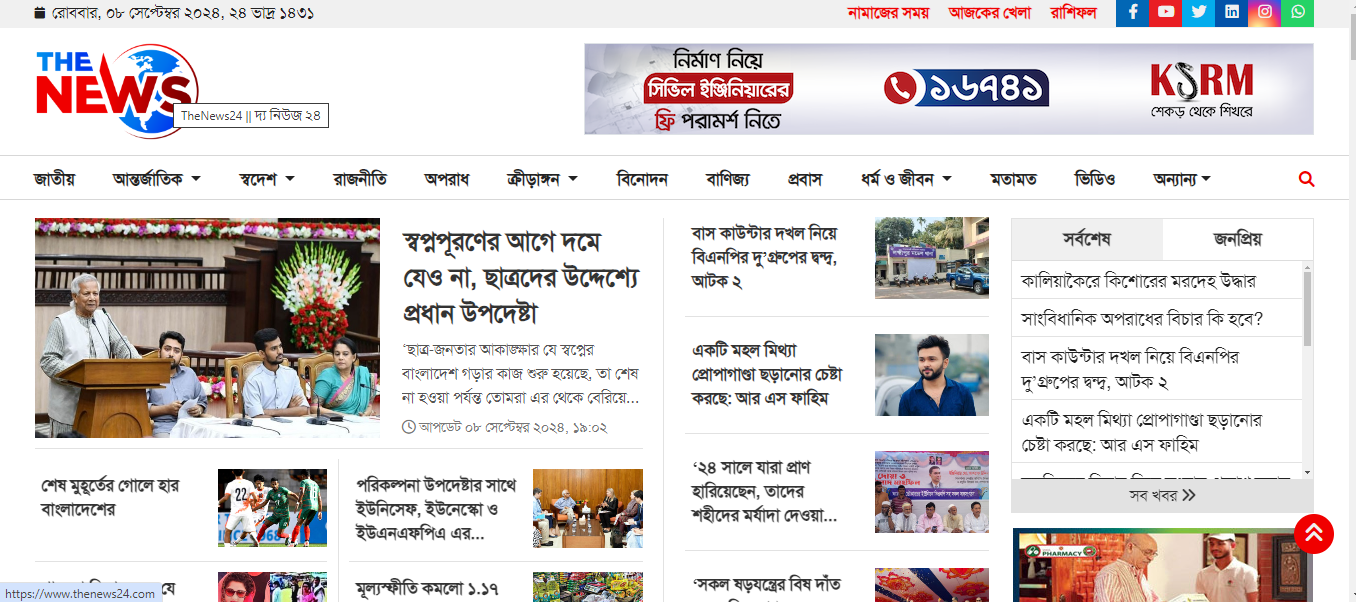 রোববার, ০৮ সেপ্টেম্বর ২০২৪, ২৪ ভাদ্র ১৪৩১
নামাজের সময় আজকের খেলা রাশিফল
THE
NEWS
TheNews24 || দ্য নিউজ ২৪
নির্মাণ নিয়ে
সিভিল ইঞ্জিনিয়ারের
ফ্রি পরামর্শ নিতে
১৬৭৪১
KSRM
শেকড় থেকে শিখরে
জাতীয় আন্তর্জাতিক স্বদেশ রাজনীতি অপরাধ ক্রীড়াঙ্গন বিনোদন বাণিজ্য প্রবাস ধর্ম ও জীবন মতামত ভিডিও অন্যান্য
স্বপ্নপূরণের আগে দমে
যেও না, ছাত্রদের উদ্দেশ্যে
প্রধান উপদেষ্টা
‘ছাত্র-জনতার আকাঙ্ক্ষার যে স্বপ্নের
বাংলাদেশ গড়ার কাজ শুরু হয়েছে, তা শেষ
না হওয়া পর্যন্ত তোমরা এর থেকে বেরিয়ে...
আপডেট ০৮ সেপ্টেম্বর ২০২৪, ১৯:০২
শেষ মুহূর্তের গোলে হার
বাংলাদেশের
পরিকল্পনা উপদেষ্টার সাথে
ইউনিসেফ, ইউনেস্কো ও
ইউএনএফপিএ এর...
মূল্যস্ফীতি কমলো ১.১৭
বাস কাউন্টার দখল নিয়ে
বিএনপির দু’গ্রুপের দ্বন্দ্ব,
আটক ২
একটি মহল মিথ্যা
প্রোপাগাণ্ডা ছড়ানোর চেষ্টা
করছে: আর এস ফাহিম
‘২৪ সালে যারা প্রাণ
হারিয়েছেন, তাদের
শহীদের মর্যাদা দেওয়া...
‘সকল ষড়যন্ত্রের বিষ দাঁত
সর্বশেষ জনপ্রিয়
কালিয়াকৈরে কিশোরের মরদেহ উদ্ধার
সাংবিধানিক অপরাধের বিচার কি হবে?
বাস কাউন্টার দখল নিয়ে বিএনপির
দু’গ্রুপের দ্বন্দ্ব, আটক ২
একটি মহল মিথ্যা প্রোপাগাণ্ডা ছড়ানোর
চেষ্টা করছে: আর এস ফাহিম
সব খবর
PHARMACY
https://www.thenews24.com